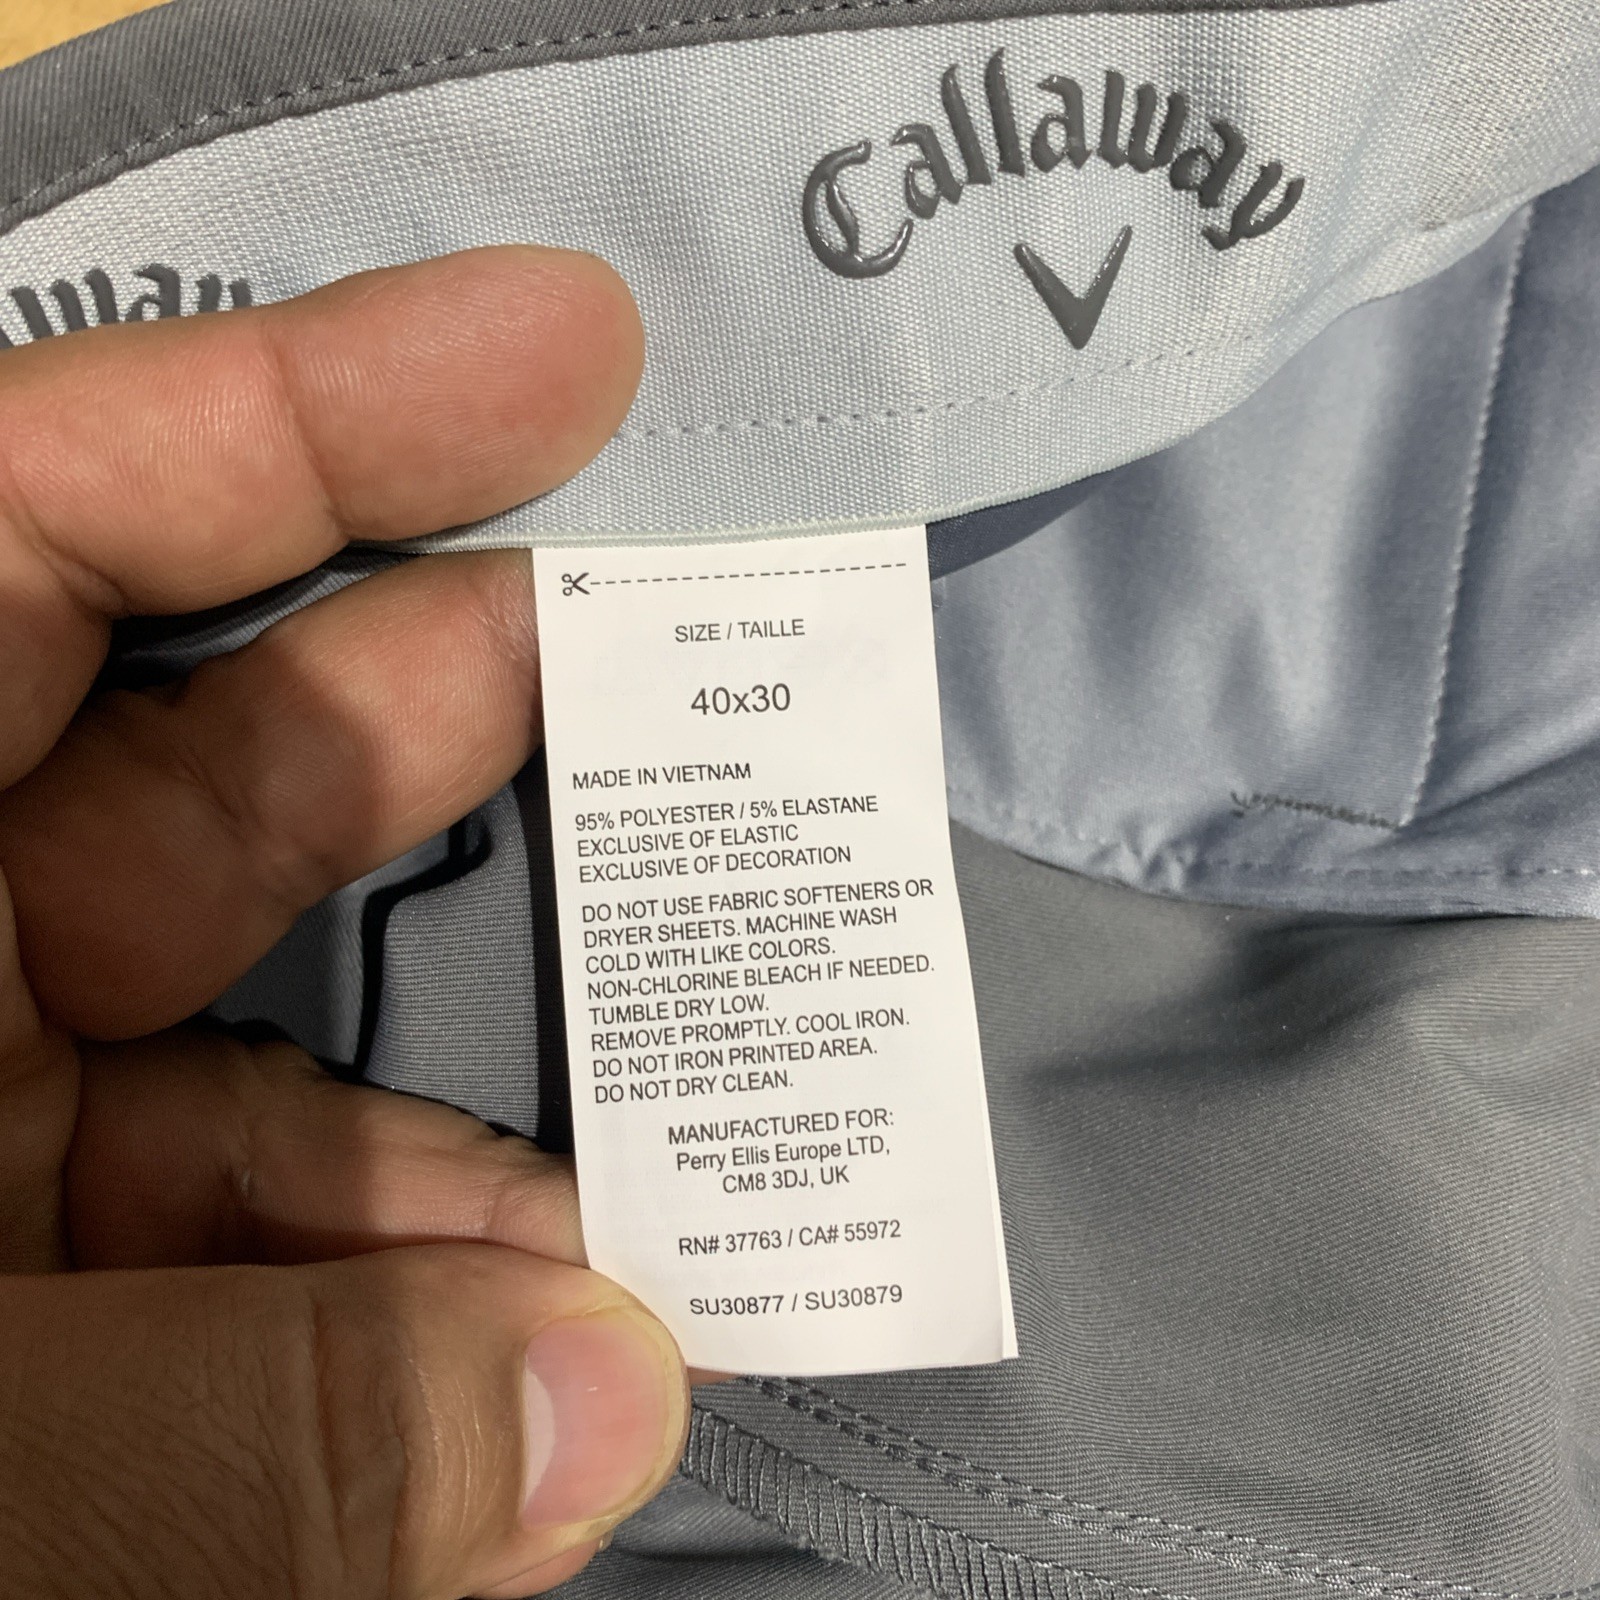 Callaway
way
SIZE / TAILLE
40x30
MADE IN VIETNAM
95% POLYESTER / 5% ELASTANE
EXCLUSIVE OF ELASTIC
EXCLUSIVE OF DECORATION
DO NOT USE FABRIC SOFTENERS OR
DRYER SHEETS. MACHINE WASH
COLD WITH LIKE COLORS.
NON-CHLORINE BLEACH IF NEEDED.
TUMBLE DRY LOW.
REMOVE PROMPTLY. COOL IRON.
DO NOT IRON PRINTED AREA.
DO NOT DRY CLEAN.
MANUFACTURED FOR:
Perry Ellis Europe LTD,
CM8 3DJ, UK
RN# 37763 / CA# 55972
SU30877 / SU30879